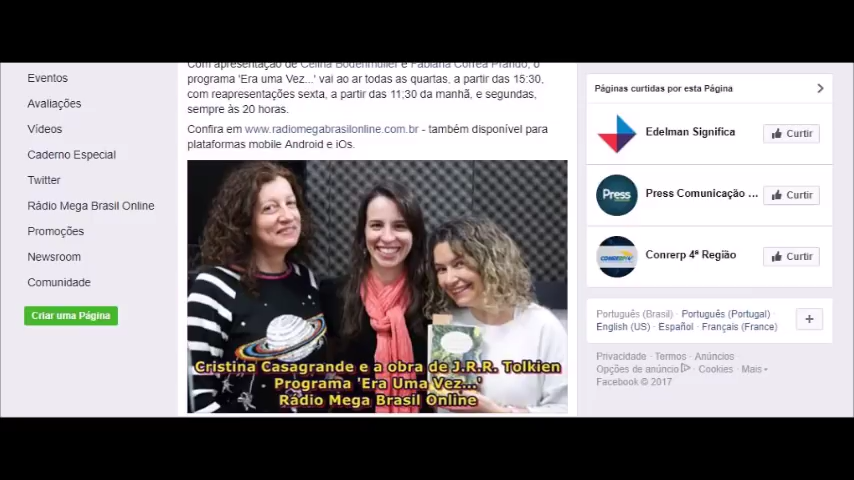 Eventos
Avaliações
Vídeos
Caderno Especial
Twitter
Rádio Mega Brasil Online
Promoções
Newsroom
Comunidade
Criar uma Página
Com apresentação de Celina Bodenmüller e Fabiana Corrêa Prando, o
programa 'Era uma Vez...' vai ao ar todas as quartas, a partir das 15:30,
com reapresentações sexta, a partir das 11;30 da manhã, e segundas,
sempre às 20 horas.
Confira em www.radiomegabrasilonline.com.br - também disponível para
plataformas mobile Android e iOs.
Cristina Casagrande e a obra de J.R.R. Tolkien
Programa 'Era Uma Vez...'
Rádio Mega Brasil Online
Páginas curtidas por esta Página
Edelman Significa
Curtir
Press
Press Comunicação ...
Curtir
CONRERP
Conrerp 4ª Região
Curtir
Português (Brasil) · Português (Portugal)
English (US) · Español · Français (France)
+
Privacidade · Termos · Anúncios ·
Opções de anúncio · Cookies · Mais
Facebook © 2017